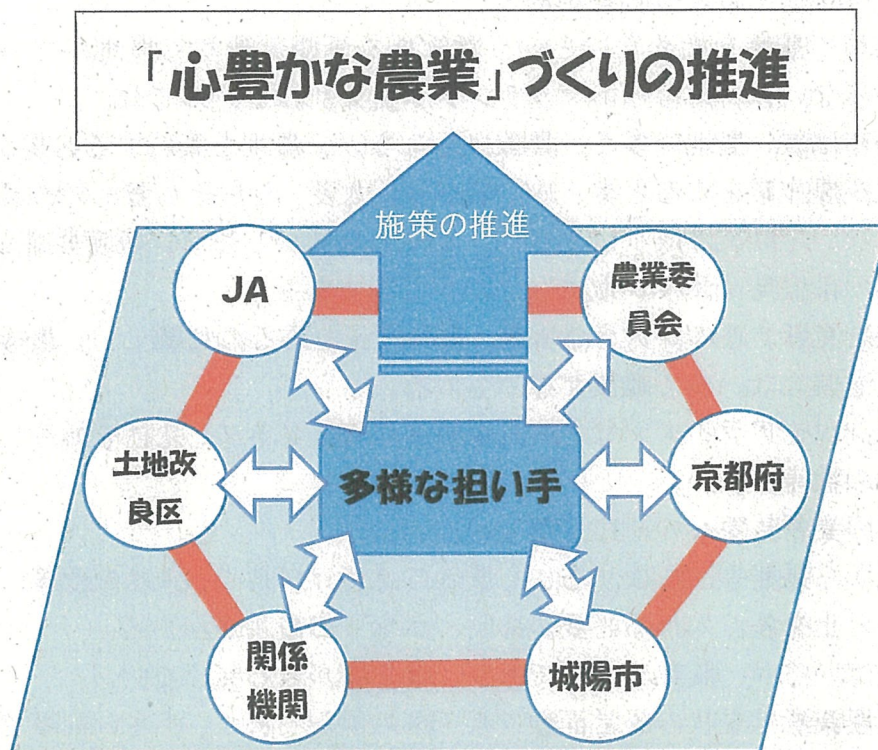 「心豊かな農業」づくりの推進
施策の推進
JA
農業委
員会
土地改
良区
多様な担い手
京都府
関係
機関
城陽市